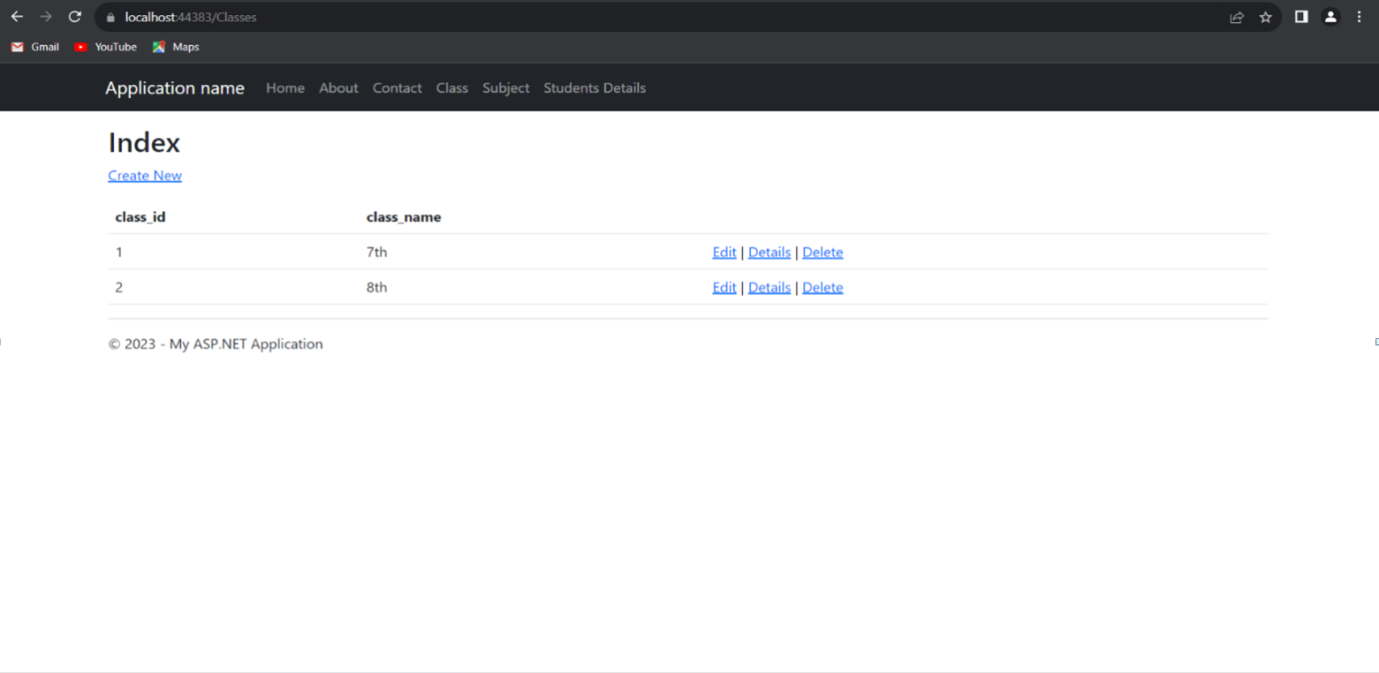 localhost:44383/Classes
Gmail YouTube Maps
Application name Home About Contact Class Subject Students Details
Index
Create New
class_id class_name
1 7th Edit | Details | Delete
2 8th Edit | Details | Delete
© 2023 - My ASP.NET Application